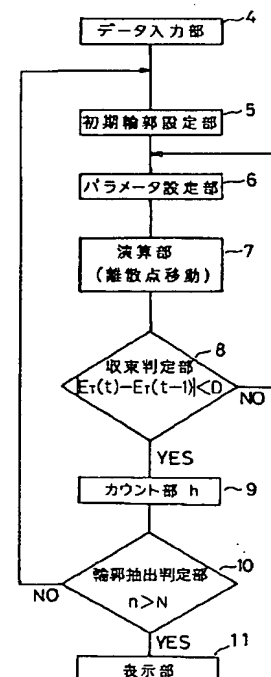 データ入力部
4
初期輪郭設定部
5
パラメータ設定部
6
演算部
(離散点移動)
7
収束判定部
8
|ET(t)-ET(t-1)|<D
NO
YES
カウント部 h
9
輪郭抽出判定部
10
n>N
NO
YES
表示部
11